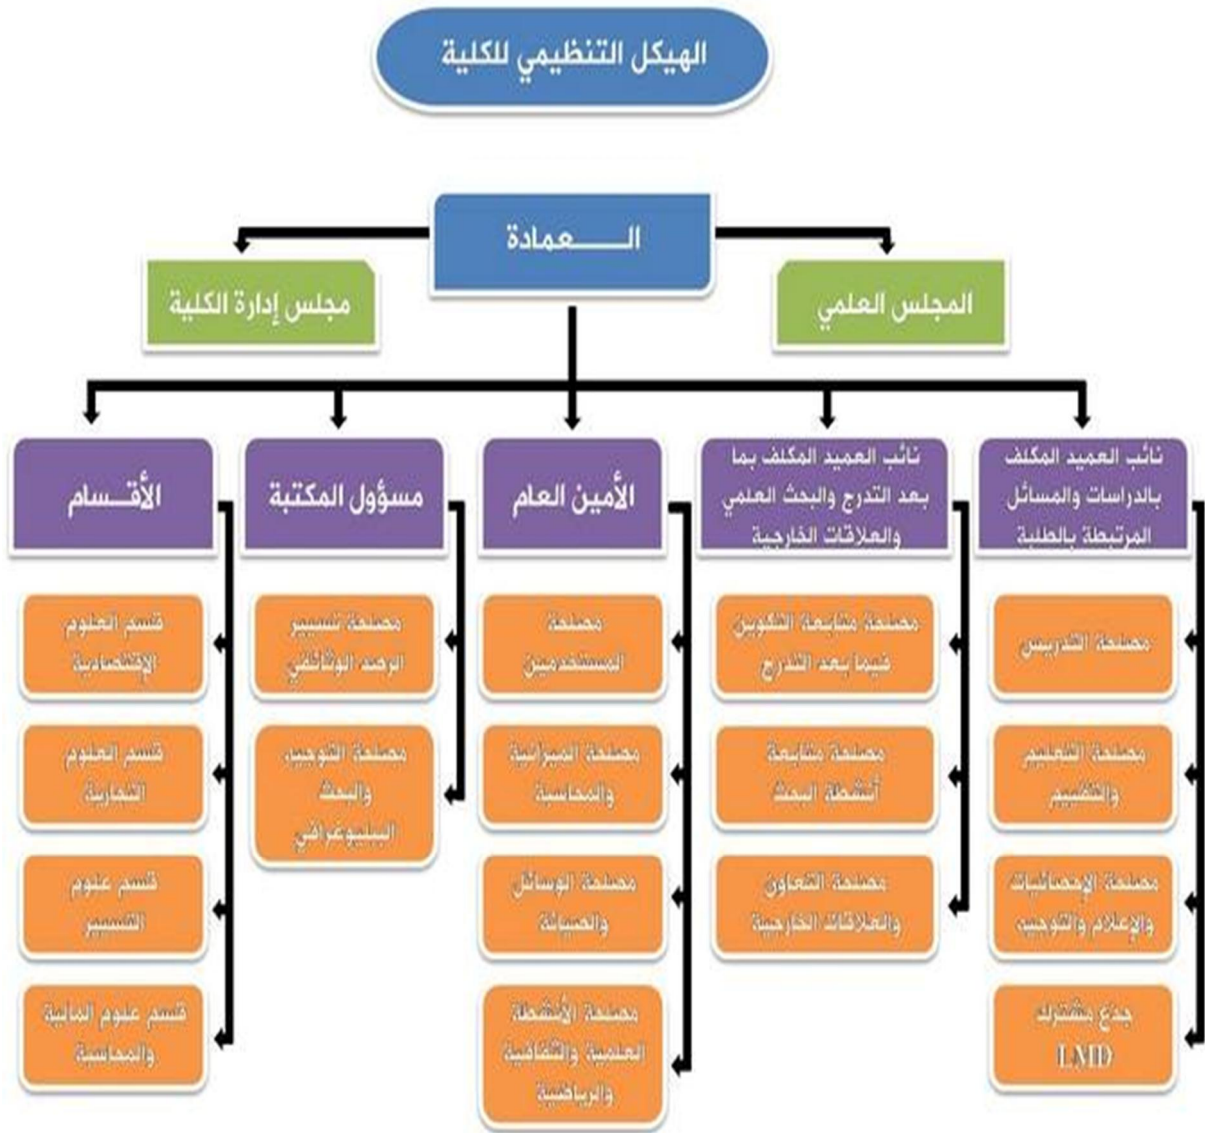 الهيكل التنظيمي للكلية
الـــــعمادة
المجلس العلمي
مجلس إدارة الكلية
نائب العميد المكلف
بالدراسات والمسائل
المرتبطة بالطلبة
نائب العميد المكلف بما
بعد التدرج والبحث العلمي
والعلاقات الخارجية
الأمين العام
مسؤول المكتبة
الأقــسام
مصلحة التدريس
مصلحة التعليم
والتقييم
مصلحة الإحصائيات
والإعلام والتوجيه
جذع مشترك
LMD
مصلحة متابعة التكوين
فيما بعد التدرج
مصلحة متابعة
أنشطة البحث
مصلحة التعاون
والعلاقات الخارجية
مصلحة
المستخدمين
مصلحة الميزانية
والمحاسبة
مصلحة الوسائل
والصيانة
مصلحة الأنشطة
العلمية والثقافية
والرياضية
مصلحة تسيير
الرصد الوثائقي
مصلحة التوجيه
والبحث
الببليوغرافي
قسم العلوم
الإقتصادية
قسم العلوم
التجارية
قسم علوم
التسيير
قسم علوم المالية
والمحاسبة